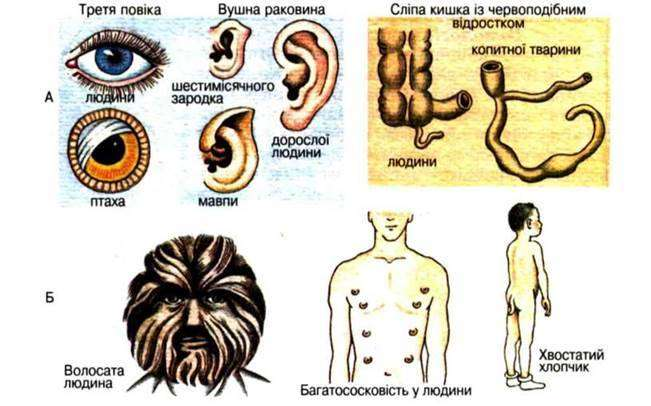 Третя повіка
Вушна раковина
Сліпа кишка із червоподібним
відростком
копитної тварини
А
людини
шестимісячного
зародка
дорослої
людини
людини
птаха
мавпи
Б
Волосата
людина
Багатососковість у людини
Хвостатий
хлопчик